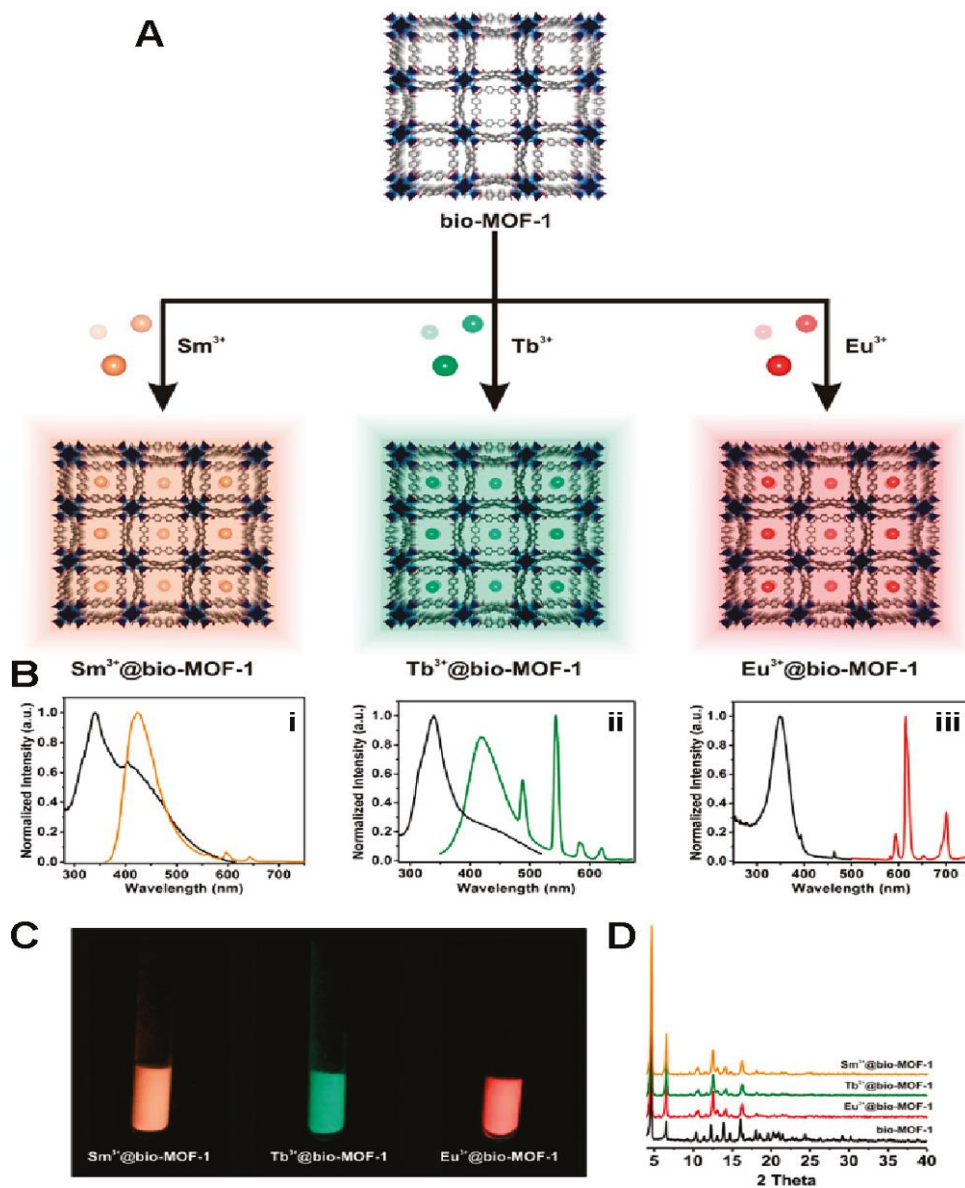 A
bio-MOF-1
Sm³⁺ Tb³⁺ Eu³⁺
Sm³⁺@bio-MOF-1 Tb³⁺@bio-MOF-1 Eu³⁺@bio-MOF-1
B
i
Normalized Intensity (a.u.)
1.0
0.8
0.6
0.4
0.2
0.0
300 400 500 600 700
Wavelength (nm)
ii
Normalized Intensity (a.u.)
1.0
0.8
0.6
0.4
0.2
0.0
300 400 500 600
Wavelength (nm)
iii
Normalized Intensity (a.u.)
1.0
0.8
0.6
0.4
0.2
0.0
300 400 500 600 700
Wavelength (nm)
C
Sm³⁺@bio-MOF-1 Tb³⁺@bio-MOF-1 Eu³⁺@bio-MOF-1
D
Sm³⁺@bio-MOF-1
Tb³⁺@bio-MOF-1
Eu³⁺@bio-MOF-1
bio-MOF-1
5 10 15 20 25 30 35 40
2 Theta